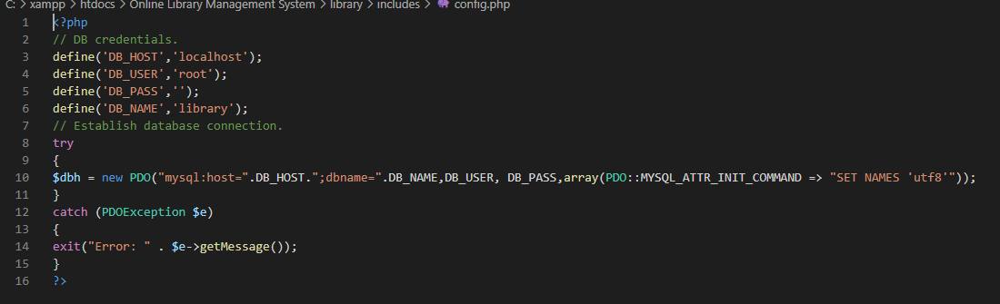 C: > xampp > htdocs > Online Library Management System > library > includes > config.php
1 <?php
2 // DB credentials.
3 define('DB_HOST','localhost');
4 define('DB_USER','root');
5 define('DB_PASS','');
6 define('DB_NAME','library');
7 // Establish database connection.
8 try
9 {
10 $dbh = new PDO("mysql:host=".DB_HOST.";dbname=".DB_NAME,DB_USER, DB_PASS,array(PDO::MYSQL_ATTR_INIT_COMMAND => "SET NAMES 'utf8'"));
11 }
12 catch (PDOException $e)
13 {
14 exit("Error: " . $e->getMessage());
15 }
16 ?>